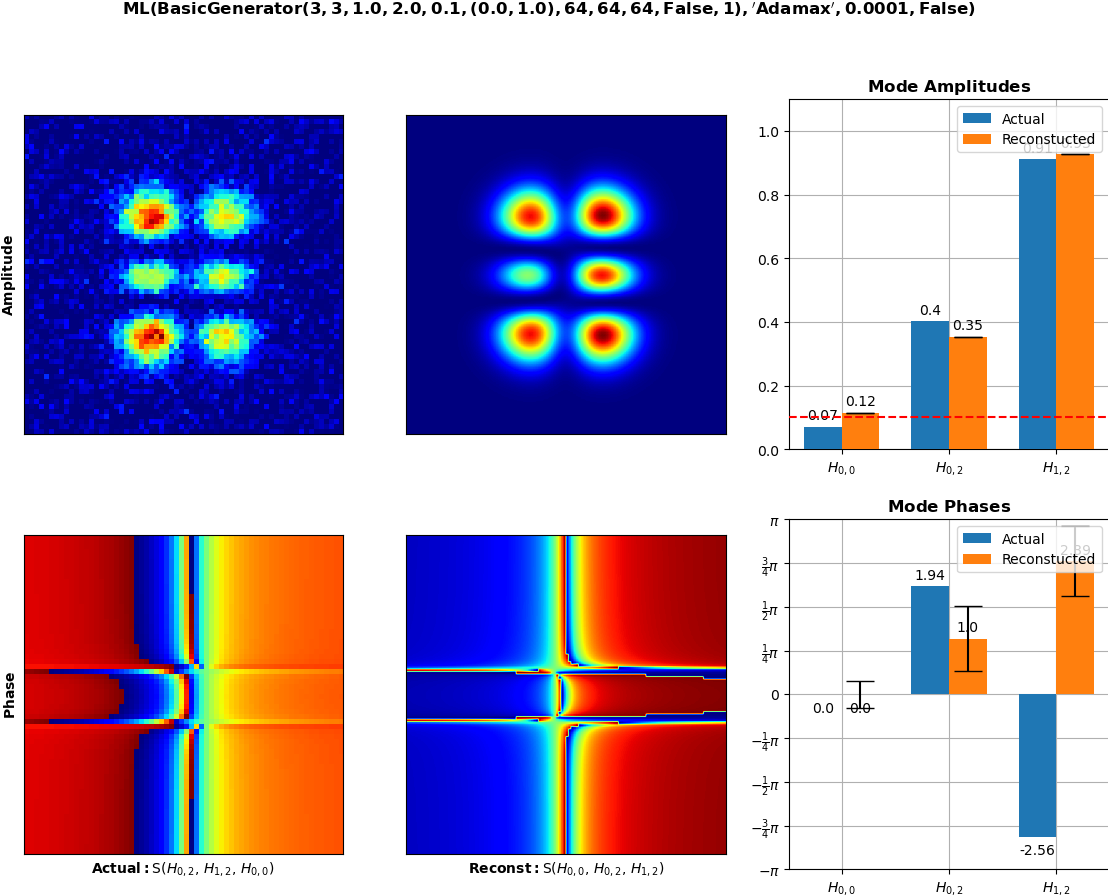 ML(BasicGenerator(3, 3, 1.0, 2.0, 0.1, (0.0, 1.0), 64, 64, 64, False, 1), 'Adamax', 0.0001, False)
Amplitude
Mode Amplitudes
Actual
Reconstucted
1.0
0.8
0.6
0.4
0.2
0.0
0.07
0.12
0.4
0.35
0.91
H0,0
H0,2
H1,2
Phase
Actual: S(H0,2, H1,2, H0,0)
Reconst: S(H0,0, H0,2, H1,2)
Mode Phases
Actual
Reconstucted
π
3/4π
1/2π
1/4π
0
−1/4π
−1/2π
−3/4π
−π
0.0
-0.0
1.94
1.0
-2.56
2.39
H0,0
H0,2
H1,2